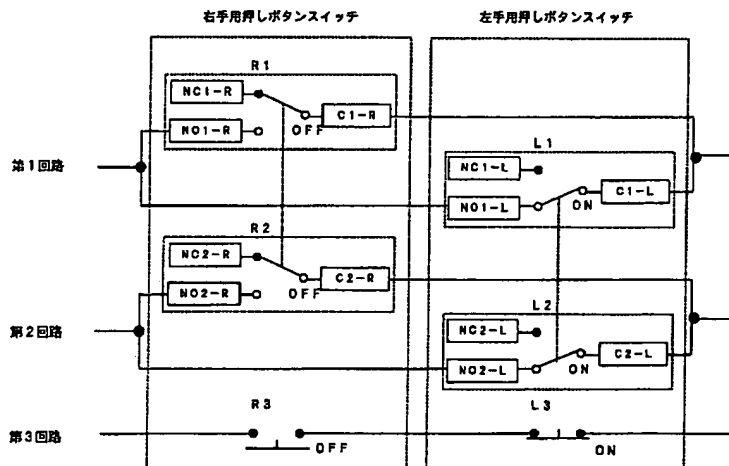 右手用押しボタンスイッチ 左手用押しボタンスイッチ
R1
NC1-R
OFF C1-R
NO1-R
第1回路
L1
NC1-L
NO1-L
ON C1-L
R2
NC2-R
OFF C2-R
NO2-R
第2回路
L2
NC2-L
NO2-L
ON C2-L
R3 L3
第3回路
OFF
ON